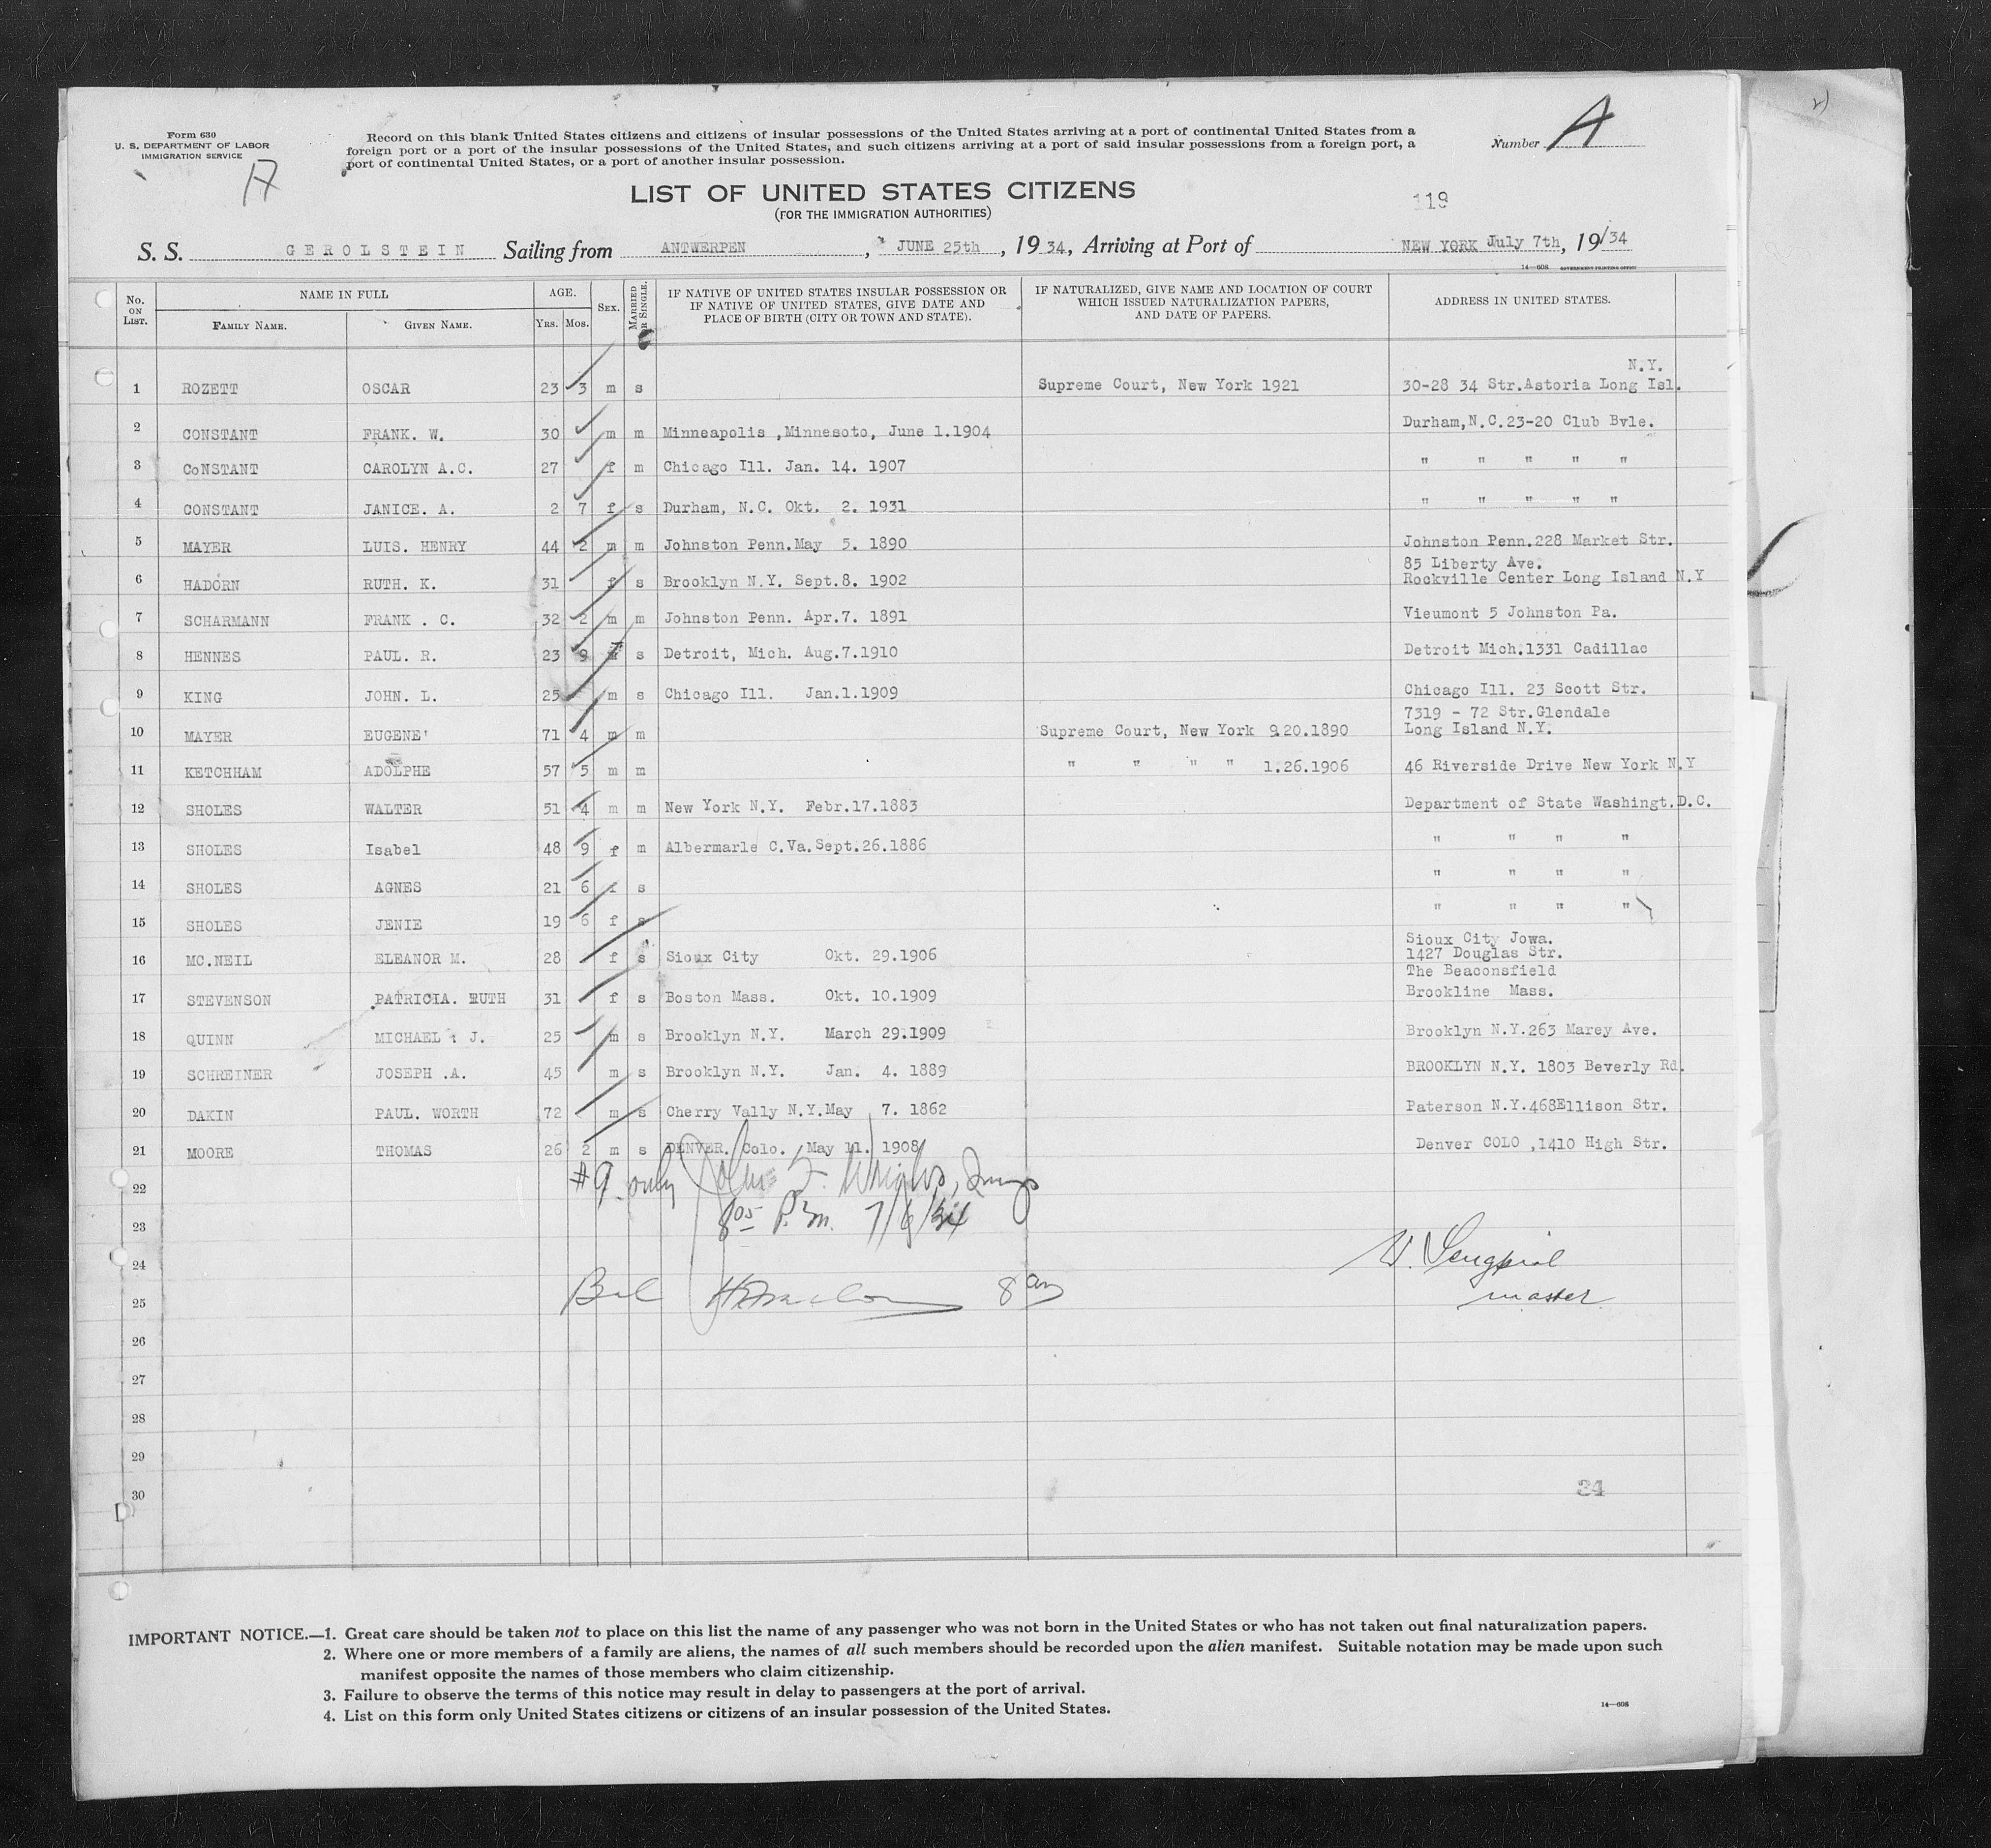 Form 630
U. S. DEPARTMENT OF LABOR
IMMIGRATION SERVICE
A
Record on this blank United States citizens and citizens of insular possessions of the United States arriving at a port of continental United States from a
foreign port or a port of the insular possessions of the United States, and such citizens arriving at a port of said insular possessions from a foreign port, a
port of continental United States, or a port of another insular possession.
Number A
LIST OF UNITED STATES CITIZENS
(FOR THE IMMIGRATION AUTHORITIES)
119
S. S. GEROLSTEIN Sailing from ANTWERPEN, JUNE 25th, 1934, Arriving at Port of NEW YORK July 7th, 19/34
14—608 GOVERNMENT PRINTING OFFICE
No. ON LIST. NAME IN FULL AGE. SEX. MARRIED OR SINGLE. IF NATIVE OF UNITED STATES INSULAR POSSESSION OR IF NATIVE OF UNITED STATES, GIVE DATE AND PLACE OF BIRTH (CITY OR TOWN AND STATE). IF NATURALIZED, GIVE NAME AND LOCATION OF COURT WHICH ISSUED NATURALIZATION PAPERS, AND DATE OF PAPERS. ADDRESS IN UNITED STATES.
FAMILY NAME. GIVEN NAME. YRS. MOS.
N.Y.
1 ROZETT OSCAR 23 3 m s Supreme Court, New York 1921 30-28 34 Str.Astoria Long Isl.
2 CONSTANT FRANK. W. 30 m m Minneapolis ,Minnesoto, June 1.1904 Durham,N.C.23-20 Club Bvle.
3 CoNSTANT CAROLYN A.C. 27 f m Chicago Ill. Jan. 14. 1907 " " " " "
4 CONSTANT JANICE. A. 2 7 f s Durham, N.C. Okt. 2. 1931 " " " " "
5 MAYER LUIS. HENRY 44 2 m m Johnston Penn.May 5. 1890 Johnston Penn.228 Market Str.
85 Liberty Ave.
6 HADORN RUTH. K. 31 f s Brooklyn N.Y. Sept.8. 1902 Rockville Center Long Island N.Y
7 SCHARMANN FRANK . C. 32 2 m m Johnston Penn. Apr.7. 1891 Vieumont 5 Johnston Pa.
8 HENNES PAUL. R. 23 9 s Detroit, Mich. Aug.7.1910 Detroit Mich.1331 Cadillac
9 KING JOHN. L. 25 m s Chicago Ill. Jan.1.1909 Chicago Ill. 23 Scott Str.
7319 - 72 Str.Glendale
10 MAYER EUGENE' 71 4 m m Supreme Court, New York 9.20.1890 Long Island N.Y.
11 KETCHHAM ADOLPHE 57 5 m m " " " " 1.26.1906 46 Riverside Drive New York N.Y
12 SHOLES WALTER 51 4 m m New York N.Y. Febr.17.1883 Department of State Washingt.D.C.
13 SHOLES Isabel 48 9 f m Albermarle C.Va.Sept.26.1886 " " " "
14 SHOLES AGNES 21 6 f s " " " "
15 SHOLES JENIE 19 6 f s " " " "
Sioux City Jowa.
16 MC.NEIL ELEANOR M. 28 f s Sioux City Okt. 29.1906 1427 Douglas Str.
The Beaconsfield
17 STEVENSON PATRICIA. RUTH 31 f s Boston Mass. Okt. 10.1909 Brookline Mass.
18 QUINN MICHAEL . J. 25 m s Brooklyn N.Y. March 29.1909 Brooklyn N.Y.263 Marey Ave.
19 SCHREINER JOSEPH .A. 45 m s Brooklyn N.Y. Jan. 4. 1889 BROOKLYN N.Y. 1803 Beverly Rd.
20 DAKIN PAUL. WORTH 72 m s Cherry Vally N.Y.May 7. 1862 Paterson N.Y.468Ellison Str.
21 MOORE THOMAS 26 2 m s DENVER. Colo. May 11. 1908 Denver COLO ,1410 High Str.
22 #9 only John F.
23 8 05 P.m. 7/6/34
24
25 Bal 8 am
master
26
27
28
29
30
34
IMPORTANT NOTICE.—1. Great care should be taken not to place on this list the name of any passenger who was not born in the United States or who has not taken out final naturalization papers.
2. Where one or more members of a family are aliens, the names of all such members should be recorded upon the alien manifest. Suitable notation may be made upon such
manifest opposite the names of those members who claim citizenship.
3. Failure to observe the terms of this notice may result in delay to passengers at the port of arrival.
4. List on this form only United States citizens or citizens of an insular possession of the United States.
14—608